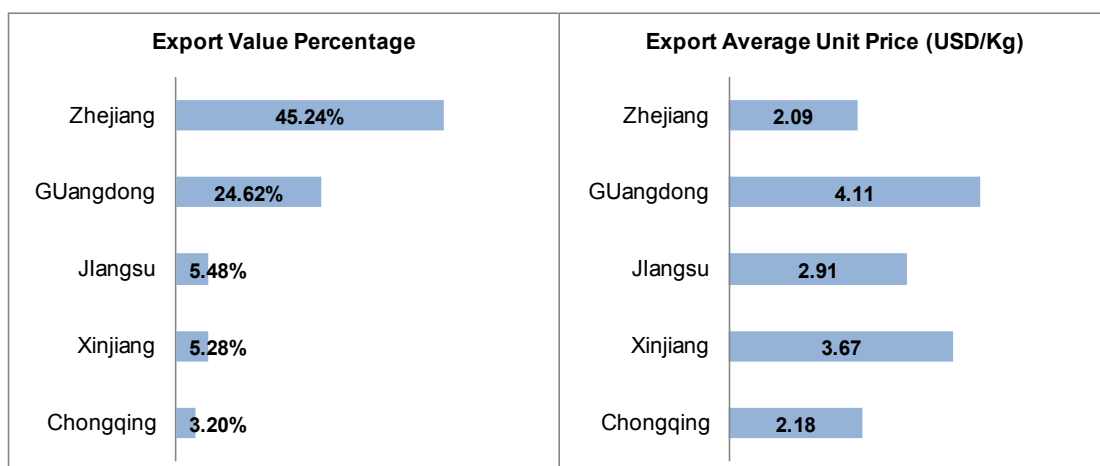 Export Value Percentage
Zhejiang 45.24%
GUangdong 24.62%
JIangsu 5.48%
Xinjiang 5.28%
Chongqing 3.20%
Export Average Unit Price (USD/Kg)
Zhejiang 2.09
GUangdong 4.11
JIangsu 2.91
Xinjiang 3.67
Chongqing 2.18